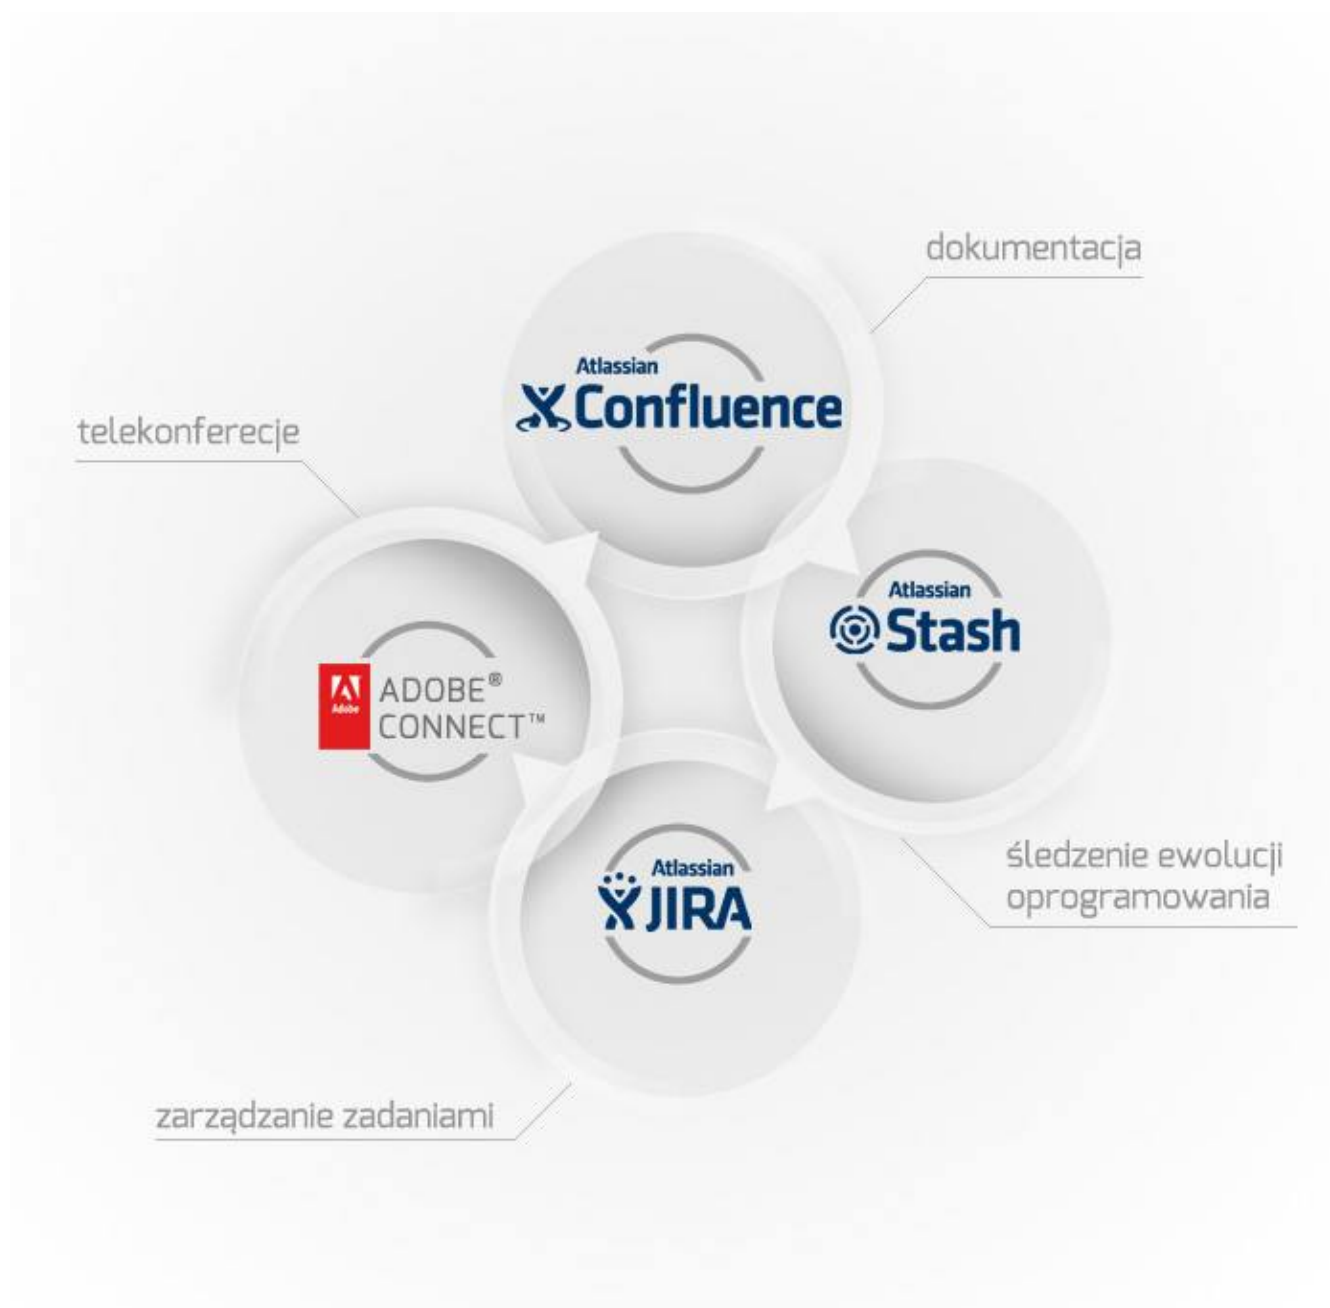 dokumentacja
Atlassian
Confluence
telekonferecje
Atlassian
Stash
Adobe
ADOBE®
CONNECT™
śledzenie ewolucji
oprogramowania
Atlassian
JIRA
zarządzanie zadaniami